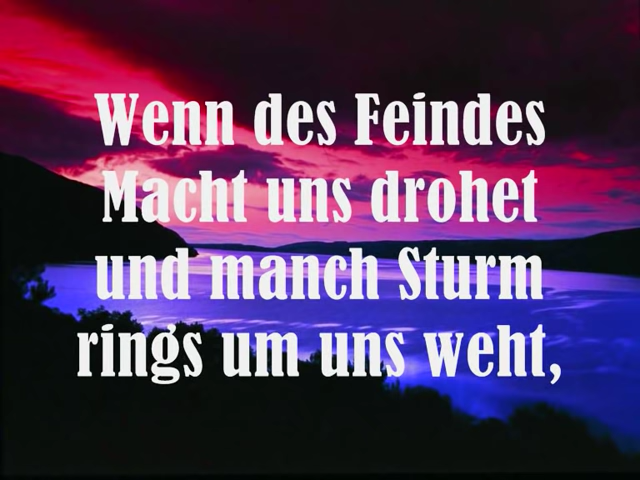 Wenn des Feindes
Macht uns drohet
und manch Sturm
rings um uns weht,